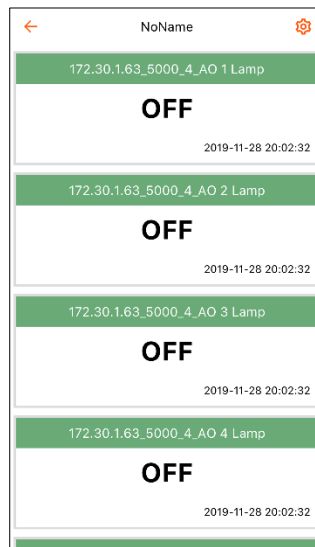 NoName
172.30.1.63_5000_4_AO 1 Lamp
OFF
2019-11-28 20:02:32
172.30.1.63_5000_4_AO 2 Lamp
OFF
2019-11-28 20:02:32
172.30.1.63_5000_4_AO 3 Lamp
OFF
2019-11-28 20:02:32
172.30.1.63_5000_4_AO 4 Lamp
OFF
2019-11-28 20:02:32